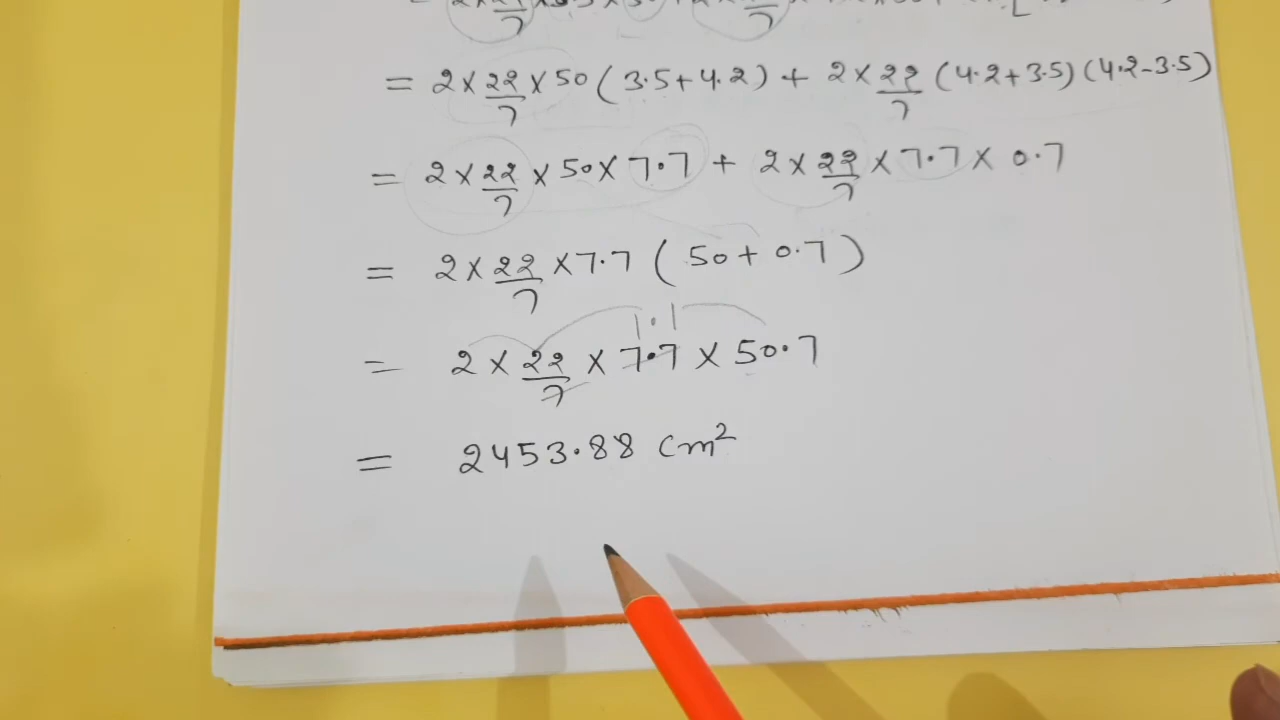 = 2 × 22/7 × 50 (3.5+4.2) + 2 × 22/7 (4.2+3.5) (4.2-3.5)
= 2 × 22/7 × 50 × 7.7 + 2 × 22/7 × 7.7 × 0.7
= 2 × 22/7 × 7.7 (50 + 0.7)
1.1
= 2 × 22/7 × 7.7 × 50.7
= 2453.88 cm²